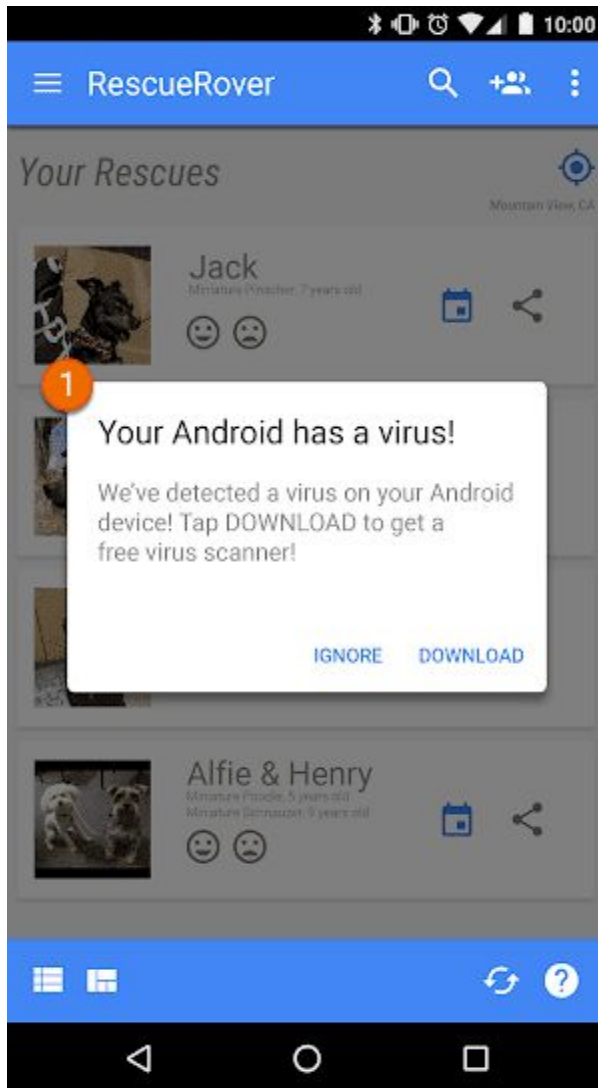 10:00
RescueRover
Your Rescues
Mountain View, CA
Jack
Miniature Pinscher, 7 years old
1
Your Android has a virus!
We've detected a virus on your Android
device! Tap DOWNLOAD to get a
free virus scanner!
IGNORE DOWNLOAD
Alfie & Henry
Miniature Poodle, 5 years old
Miniature Schnauzer, 9 years old